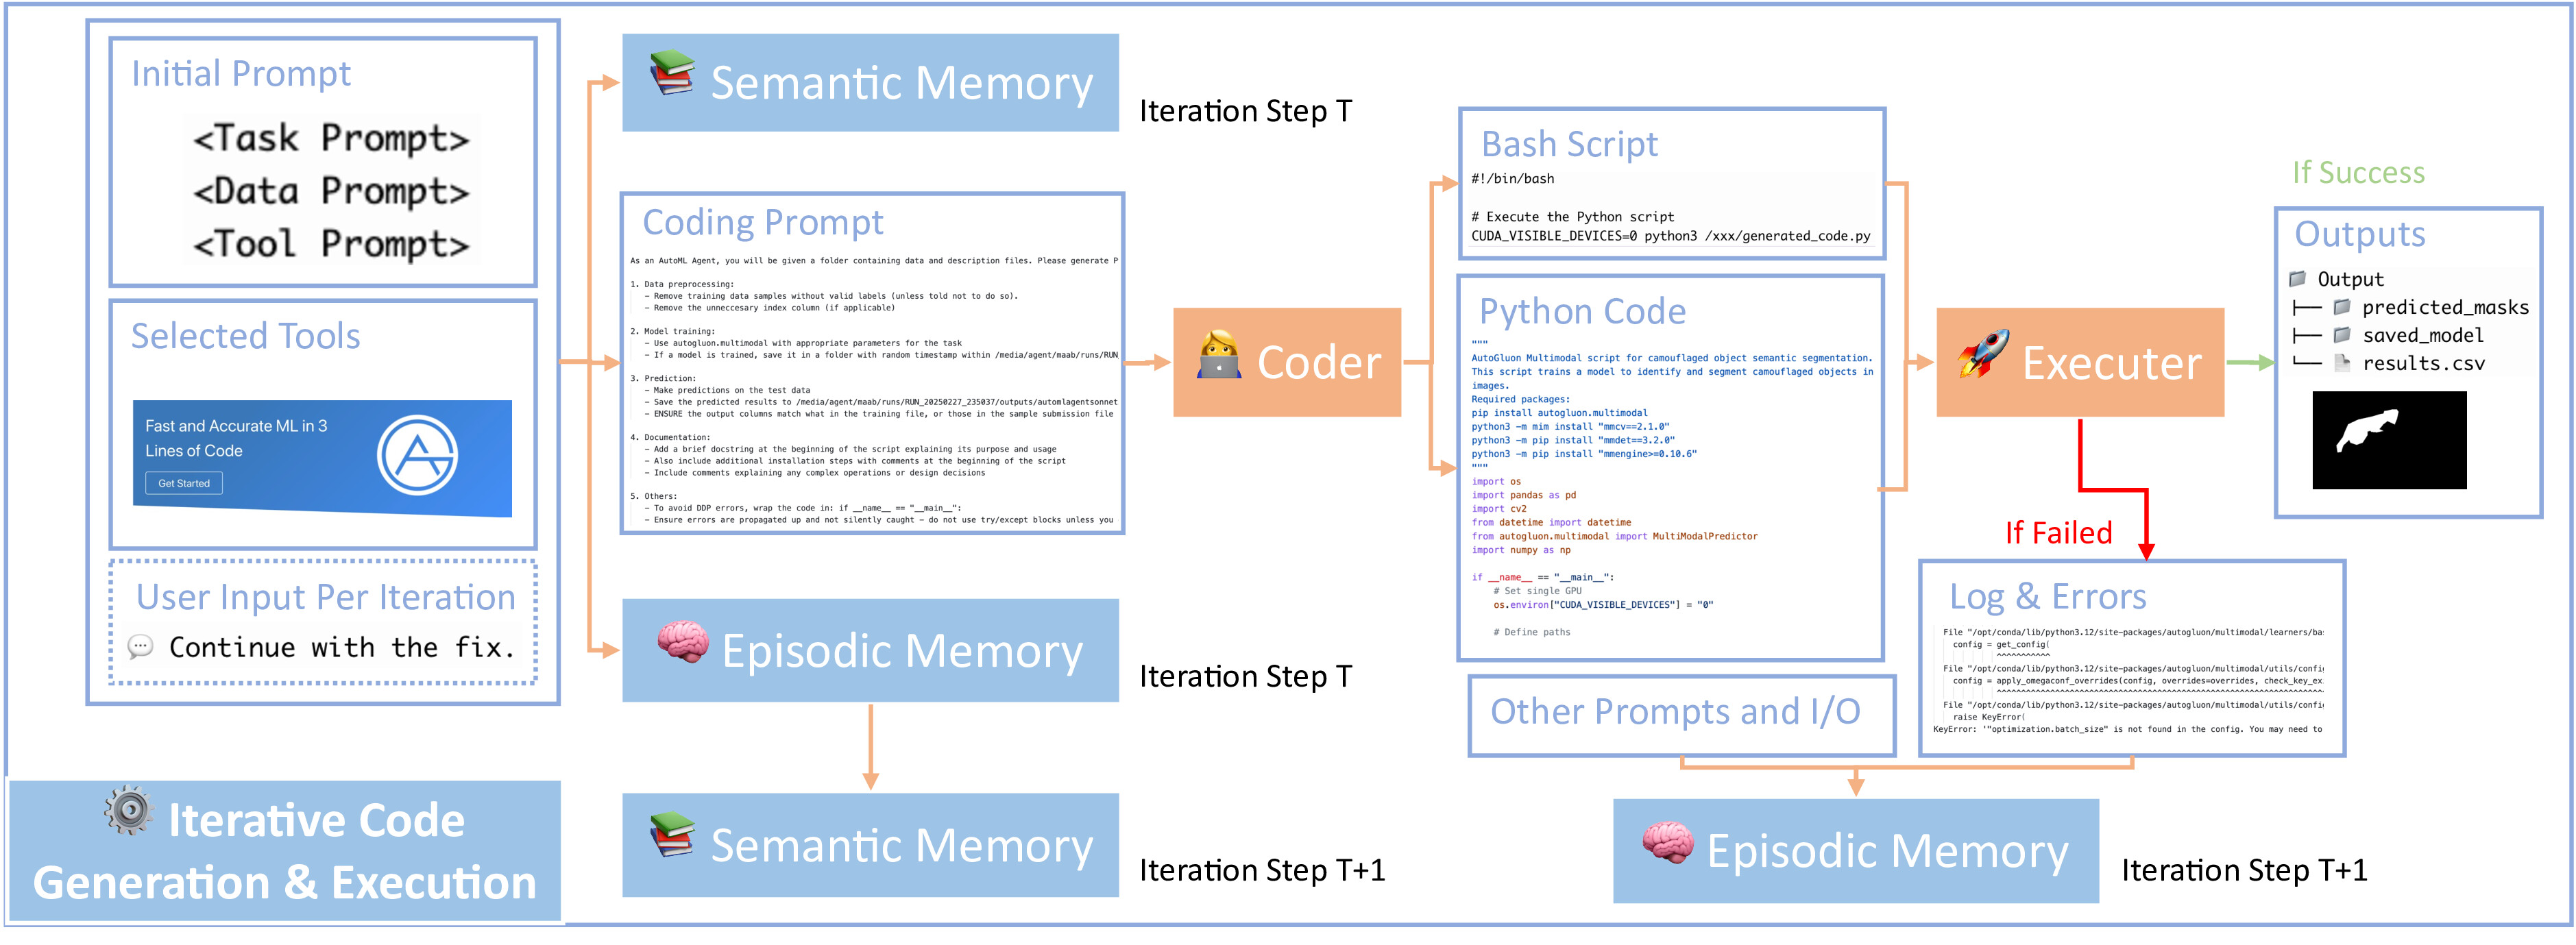 Initial Prompt
<Task Prompt>
<Data Prompt>
<Tool Prompt>
Selected Tools
Fast and Accurate ML in 3
Lines of Code
Get Started
User Input Per Iteration
Continue with the fix.
Iterative Code
Generation & Execution
Semantic Memory
Iteration Step T
Coding Prompt
As an AutoML Agent, you will be given a folder containing data and description files. Please generate P
1. Data preprocessing:
- Remove training data samples without valid labels (unless told not to do so).
- Remove the unneccesary index column (if applicable)
2. Model training:
- Use autogluon.multimodal with appropriate parameters for the task
- If a model is trained, save it in a folder with random timestamp within /media/agent/maab/runs/RUN_
3. Prediction:
- Make predictions on the test data
- Save the predicted results to /media/agent/maab/runs/RUN_20250227_235037/outputs/automlagentsonnet
- ENSURE the output columns match what in the training file, or those in the sample submission file
4. Documentation:
- Add a brief docstring at the beginning of the script explaining its purpose and usage
- Also include additional installation steps with comments at the beginning of the script
- Include comments explaining any complex operations or design decisions
5. Others:
- To avoid DDP errors, wrap the code in: if __name__ == "__main__":
- Ensure errors are propagated up and not silently caught – do not use try/except blocks unless you
Episodic Memory
Iteration Step T
Semantic Memory
Iteration Step T+1
Coder
Bash Script
#!/bin/bash
# Execute the Python script
CUDA_VISIBLE_DEVICES=0 python3 /xxx/generated_code.py
Python Code
"""
AutoGluon Multimodal script for camouflaged object semantic segmentation.
This script trains a model to identify and segment camouflaged objects in
images.
Required packages:
pip install autogluon.multimodal
python3 -m mim install "mmcv==2.1.0"
python3 -m pip install "mmdet==3.2.0"
python3 -m pip install "mmengine>=0.10.6"
"""
import os
import pandas as pd
import cv2
from datetime import datetime
from autogluon.multimodal import MultiModalPredictor
import numpy as np
if __name__ == "__main__":
# Set single GPU
os.environ["CUDA_VISIBLE_DEVICES"] = "0"
# Define paths
Other Prompts and I/O
Executer
If Success
Outputs
Output
predicted_masks
saved_model
results.csv
If Failed
Log & Errors
File "/opt/conda/lib/python3.12/site-packages/autogluon/multimodal/learners/ba
config = get_config(
^^^^^^^^^^^
File "/opt/conda/lib/python3.12/site-packages/autogluon/multimodal/utils/config
config = apply_omegaconf_overrides(config, overrides=overrides, check_key_ex
File "/opt/conda/lib/python3.12/site-packages/autogluon/multimodal/utils/config
raise KeyError(
KeyError: '"optimization.batch_size" is not found in the config. You may need to
Episodic Memory
Iteration Step T+1